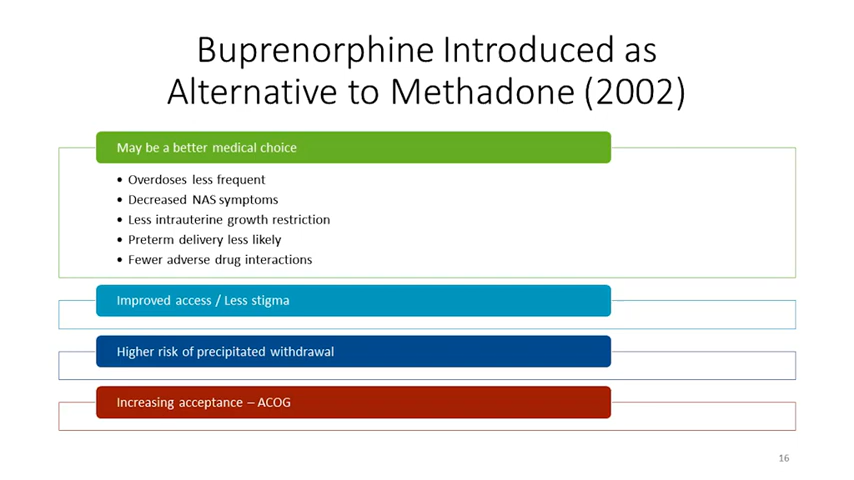 Buprenorphine Introduced as
Alternative to Methadone (2002)
May be a better medical choice
• Overdoses less frequent
• Decreased NAS symptoms
• Less intrauterine growth restriction
• Preterm delivery less likely
• Fewer adverse drug interactions
Improved access / Less stigma
Higher risk of precipitated withdrawal
Increasing acceptance – ACOG
16